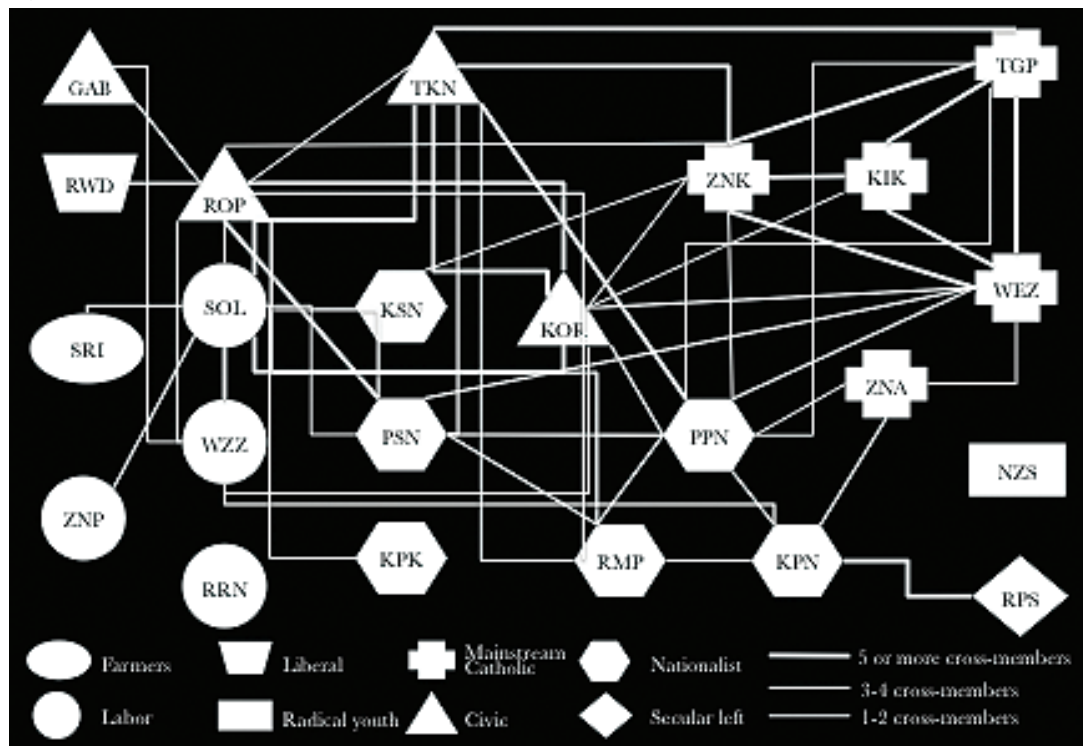 GAB
TKN
TGP
RWD
ROP
ZNK
KIK
SOL
KSN
KOR
WEZ
SRI
ZNA
WZZ
PSN
PPN
NZS
ZNP
KPK
RMP
KPN
RRN
RPS
Farmers
Liberal
Mainstream
Catholic
Nationalist
5 or more cross-members
3-4 cross-members
Labor
Radical youth
Civic
Secular left
1-2 cross-members